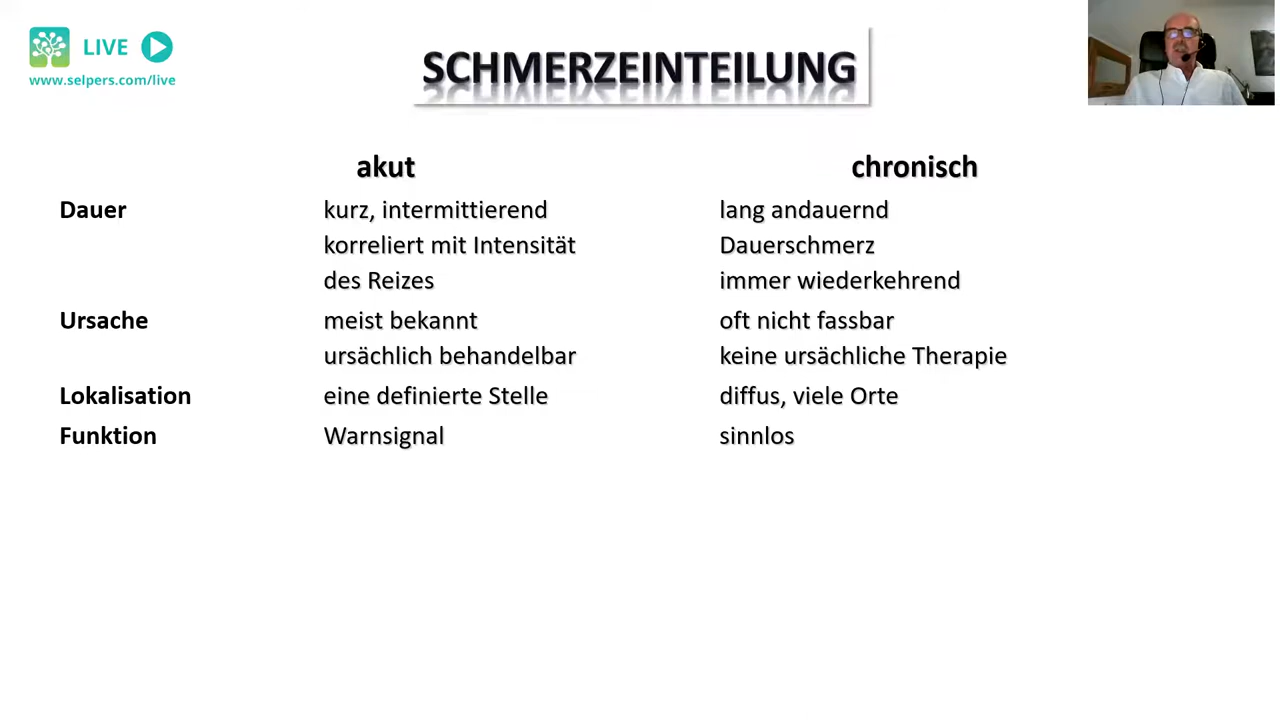 LIVE
www.selpers.com/live
SCHMERZEINTEILUNG
akut chronisch
Dauer kurz, intermittierend lang andauernd
korreliert mit Intensität Dauerschmerz
des Reizes immer wiederkehrend
Ursache meist bekannt oft nicht fassbar
ursächlich behandelbar keine ursächliche Therapie
Lokalisation eine definierte Stelle diffus, viele Orte
Funktion Warnsignal sinnlos